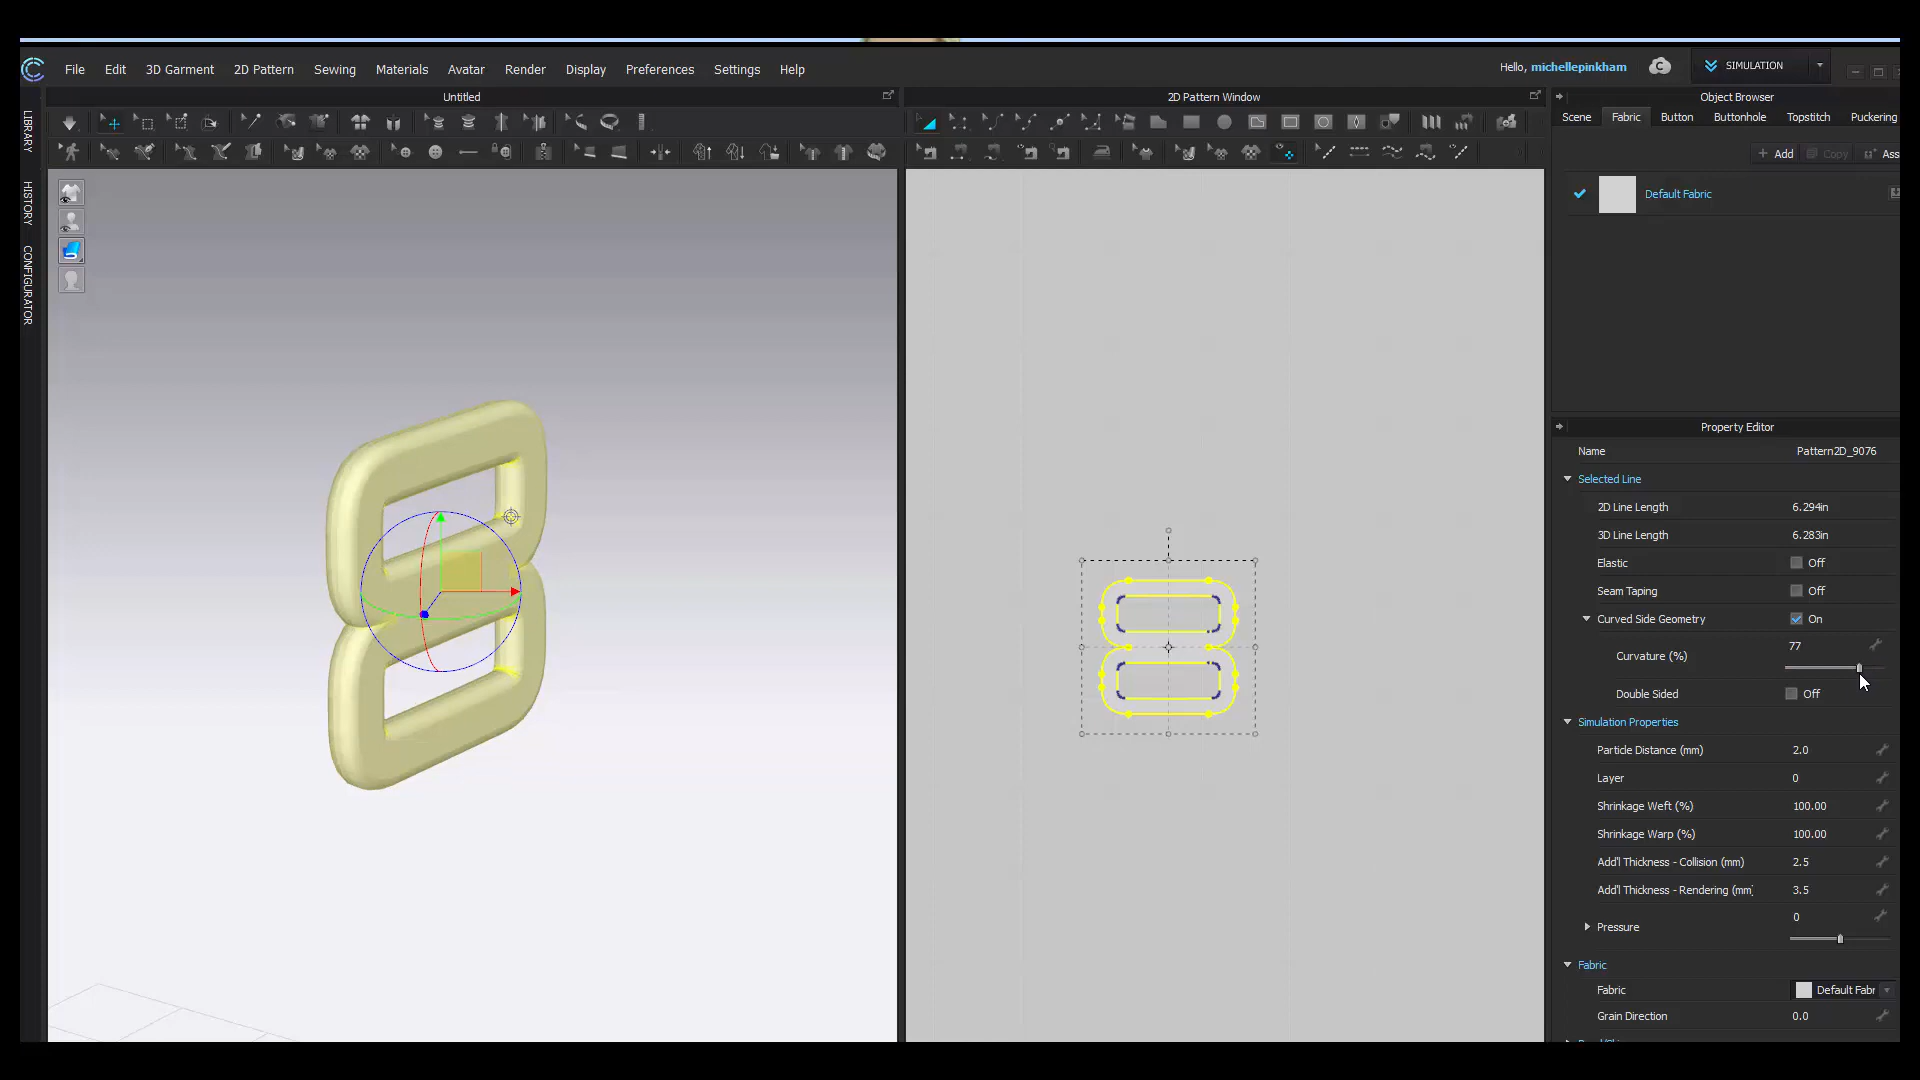 File Edit 3D Garment 2D Pattern Sewing Materials Avatar Render Display Preferences Settings Help
Hello, michellepinkham
SIMULATION
Untitled
2D Pattern Window
Object Browser
LIBRARY
HISTORY
CONFIGURATOR
Scene Fabric Button Buttonhole Topstitch Puckering
+ Add Copy Ass
Default Fabric
Property Editor
Name Pattern2D_9076
Selected Line
2D Line Length 6.294in
3D Line Length 6.283in
Elastic Off
Seam Taping Off
Curved Side Geometry On
Curvature (%) 77
Double Sided Off
Simulation Properties
Particle Distance (mm) 2.0
Layer 0
Shrinkage Weft (%) 100.00
Shrinkage Warp (%) 100.00
Add'l Thickness - Collision (mm) 2.5
Add'l Thickness - Rendering (mm) 3.5
Pressure 0
Fabric
Fabric Default Fabr
Grain Direction 0.0